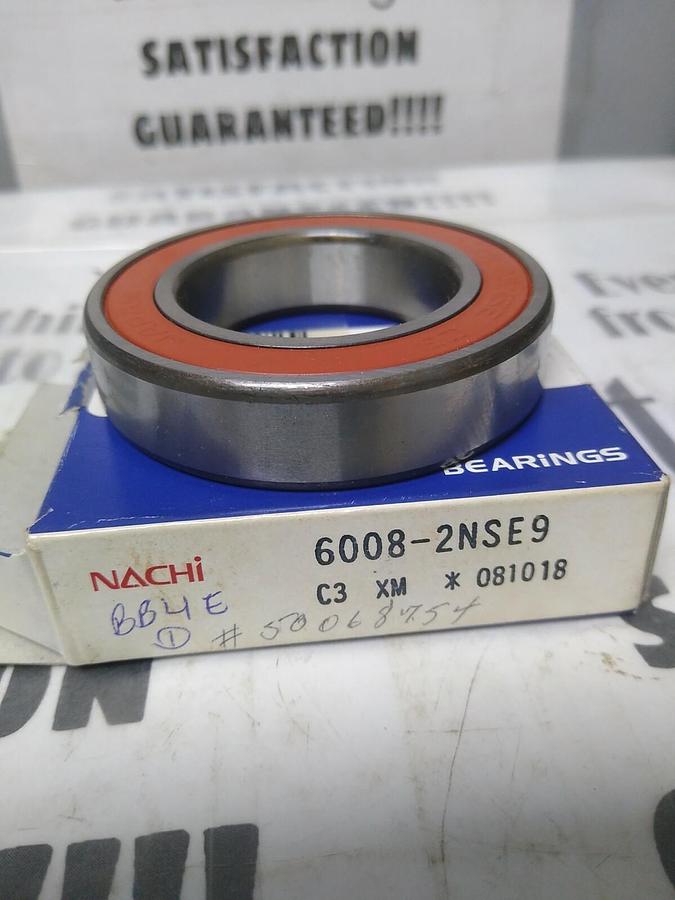 SATISFACTION
GUARANTEED!!!!
BEARINGS
NACHi
6008-2NSE9
C3 XM * 081018
BB4E
1
# 50068754